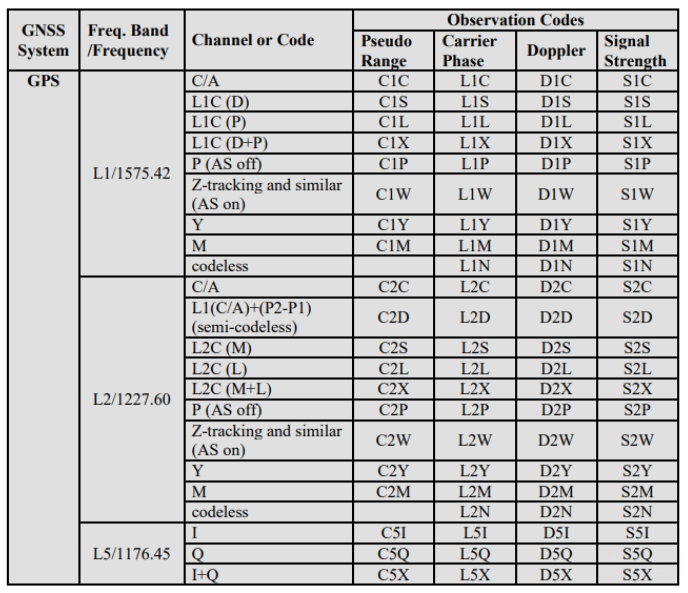 GNSS System Freq. Band /Frequency Channel or Code Observation Codes
Pseudo Range Carrier Phase Doppler Signal Strength
GPS L1/1575.42 C/A C1C L1C D1C S1C
L1C (D) C1S L1S D1S S1S
L1C (P) C1L L1L D1L S1L
L1C (D+P) C1X L1X D1X S1X
P (AS off) C1P L1P D1P S1P
Z-tracking and similar (AS on) C1W L1W D1W S1W
Y C1Y L1Y D1Y S1Y
M C1M L1M D1M S1M
codeless L1N D1N S1N
L2/1227.60 C/A C2C L2C D2C S2C
L1(C/A)+(P2-P1) (semi-codeless) C2D L2D D2D S2D
L2C (M) C2S L2S D2S S2S
L2C (L) C2L L2L D2L S2L
L2C (M+L) C2X L2X D2X S2X
P (AS off) C2P L2P D2P S2P
Z-tracking and similar (AS on) C2W L2W D2W S2W
Y C2Y L2Y D2Y S2Y
M C2M L2M D2M S2M
codeless L2N D2N S2N
L5/1176.45 I C5I L5I D5I S5I
Q C5Q L5Q D5Q S5Q
I+Q C5X L5X D5X S5X